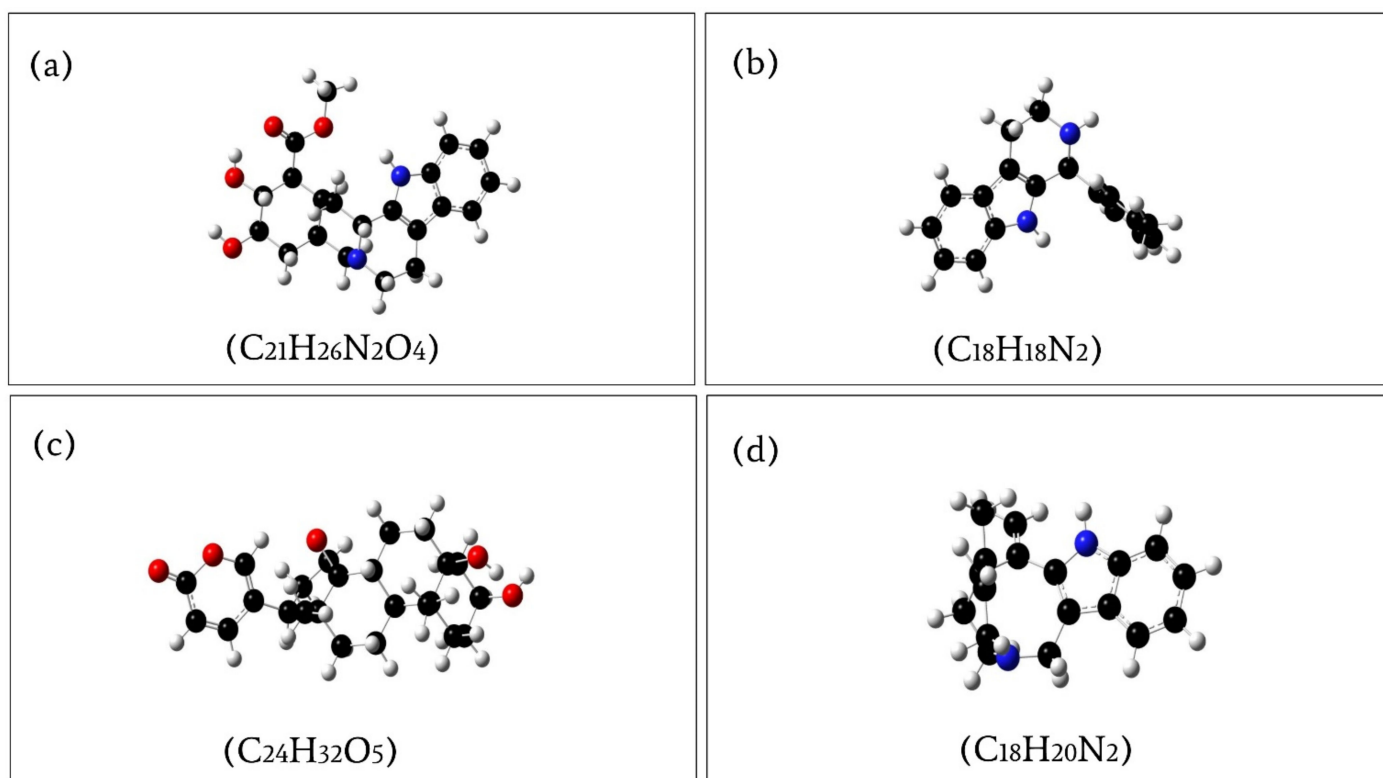 (a)
(C₂₁H₂₆N₂O₄)
(b)
(C₁₈H₁₈N₂)
(c)
(C₂₄H₃₂O₅)
(d)
(C₁₈H₂₀N₂)